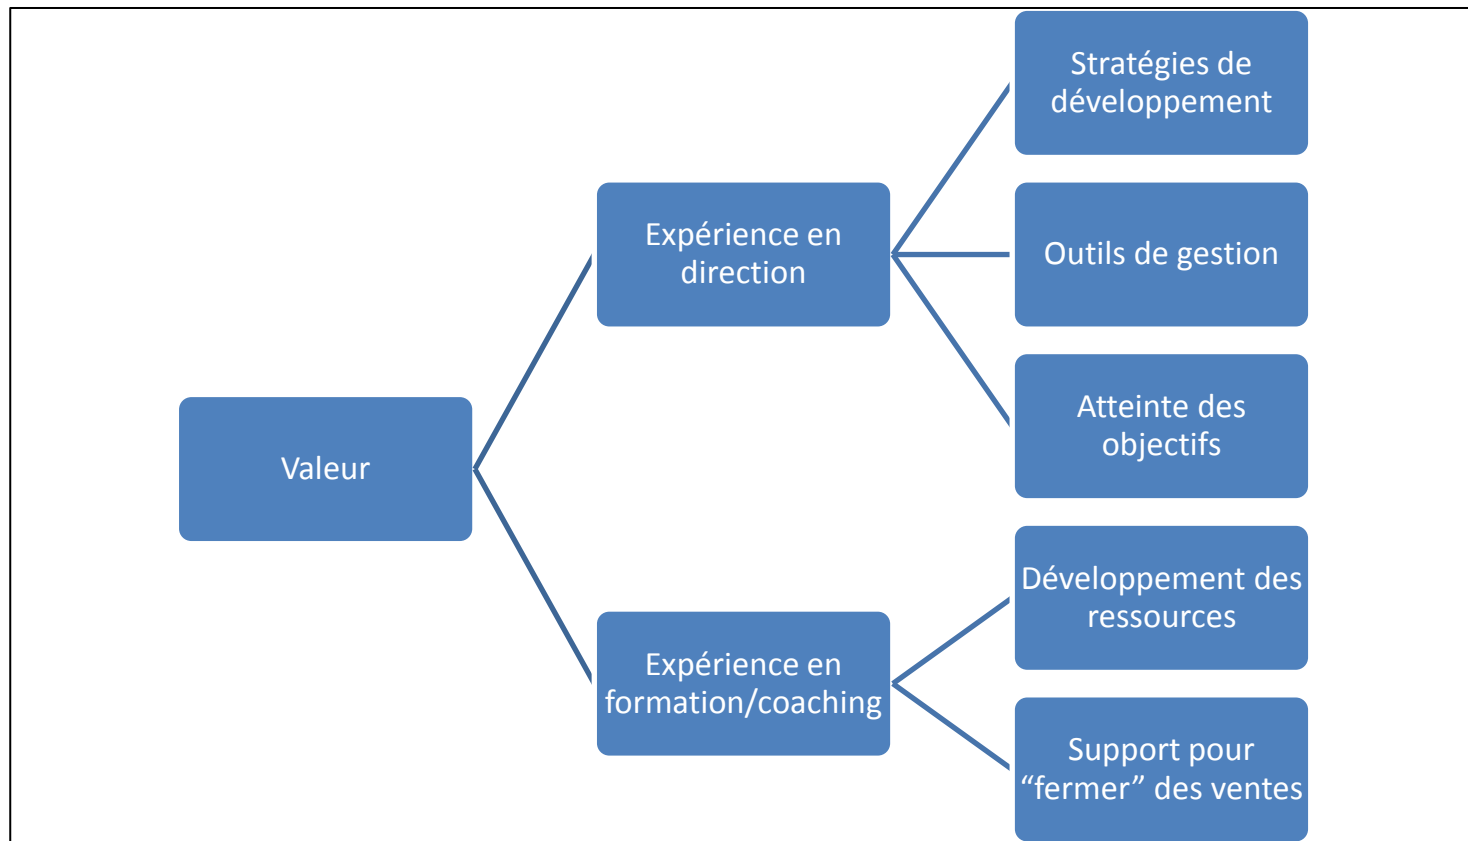 Valeur
Expérience en
direction
Stratégies de
développement
Outils de gestion
Atteinte des
objectifs
Expérience en
formation/coaching
Développement des
ressources
Support pour
“fermer” des ventes